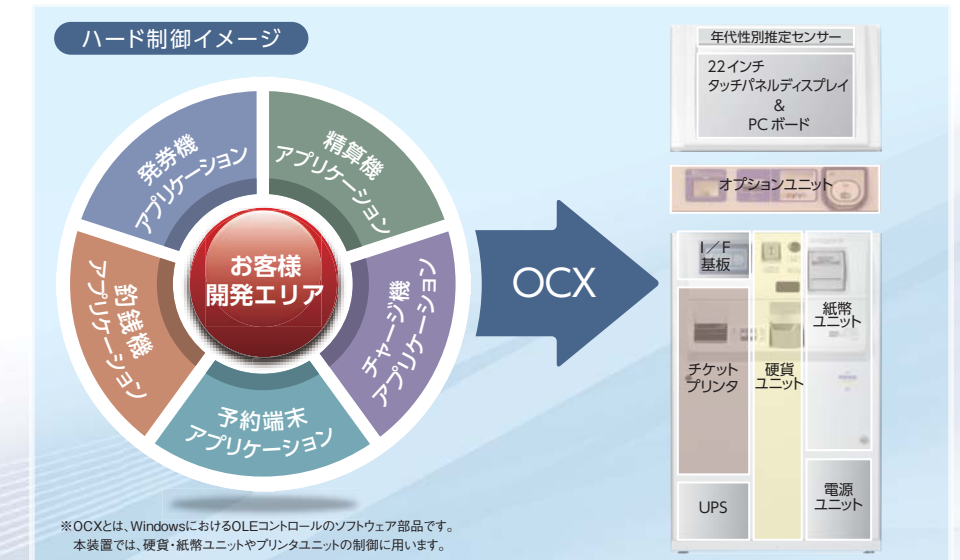 ハード制御イメージ
発券機
アプリケーション
精算機
アプリケーション
釣銭機
アプリケーション
お客様
開発エリア
チャージ機
アプリケーション
予約端末
アプリケーション
※OCXとは、WindowsにおけるOLEコントロールのソフトウェア部品です。
本装置では、硬貨・紙幣ユニットやプリンタユニットの制御に用います。
OCX
年代性別推定センサー
22インチ
タッチパネルディスプレイ
&
PCボード
オプションユニット
I/F
基板
紙幣
ユニット
チケット
プリンタ
硬貨
ユニット
UPS
電源
ユニット